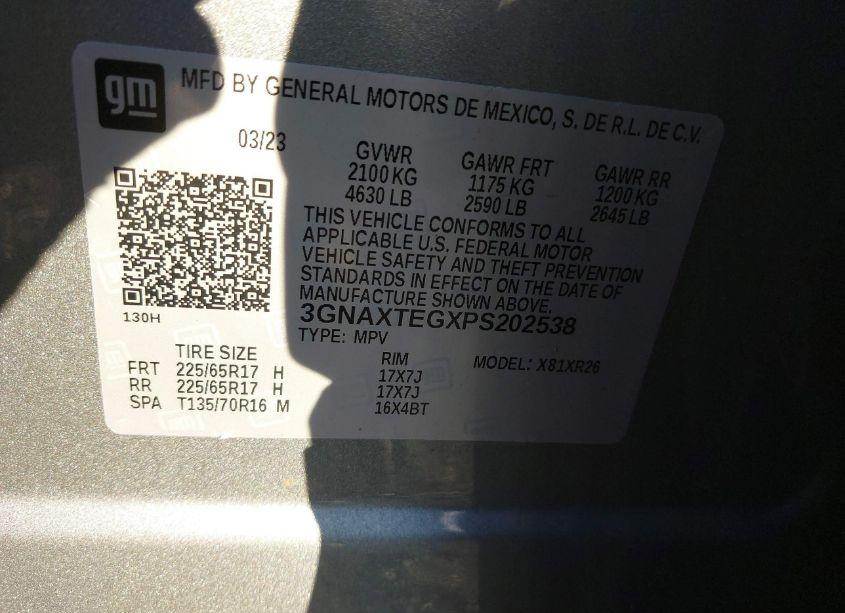 gm
MFD BY GENERAL MOTORS DE MEXICO, S. DE R.L. DE C.V.
03/23
GVWR GAWR FRT GAWR RR
2100 KG 1175 KG 1200 KG
4630 LB 2590 LB 2645 LB
THIS VEHICLE CONFORMS TO ALL
APPLICABLE U.S. FEDERAL MOTOR
VEHICLE SAFETY AND THEFT PREVENTION
STANDARDS IN EFFECT ON THE DATE OF
MANUFACTURE SHOWN ABOVE.
3GNAXTEGXPS202538
130H
TYPE: MPV
MODEL: X81XR26
TIRE SIZE RIM
FRT 225/65R17 H 17X7J
RR 225/65R17 H 17X7J
SPA T135/70R16 M 16X4BT